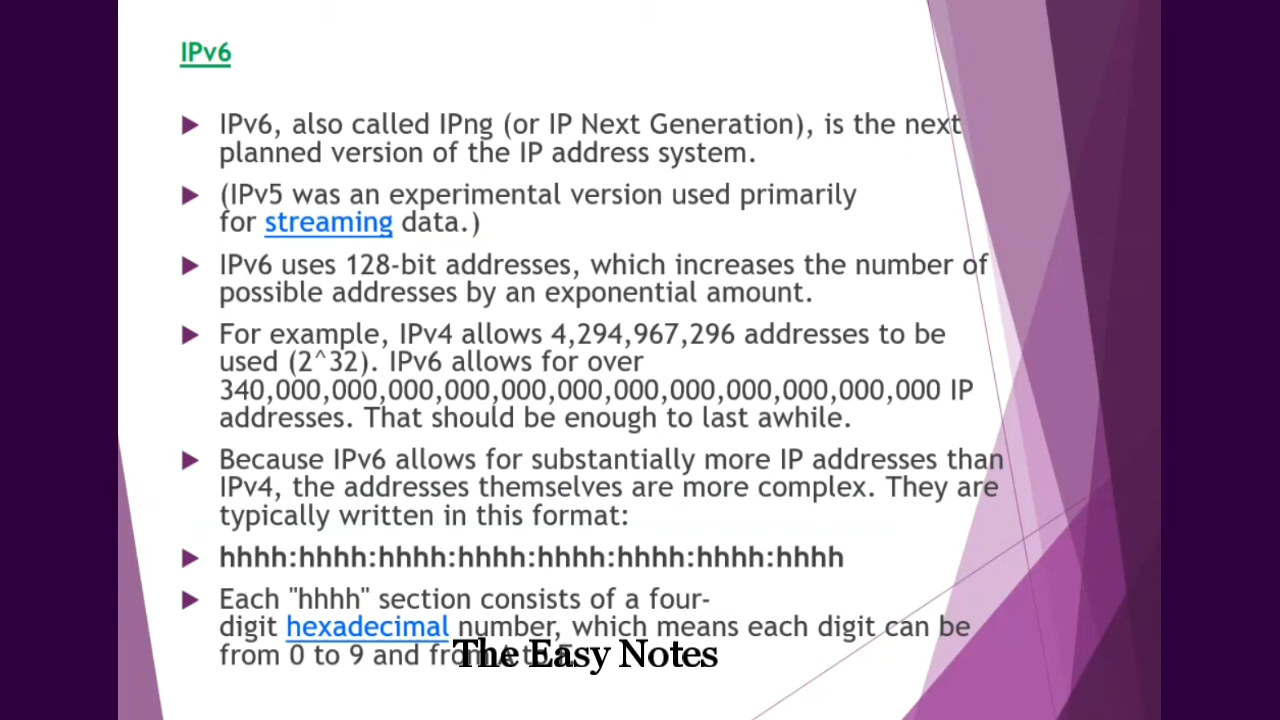 IPv6
IPv6, also called IPng (or IP Next Generation), is the next
planned version of the IP address system.
(IPv5 was an experimental version used primarily
for streaming data.)
IPv6 uses 128-bit addresses, which increases the number of
possible addresses by an exponential amount.
For example, IPv4 allows 4,294,967,296 addresses to be
used (2^32). IPv6 allows for over
340,000,000,000,000,000,000,000,000,000,000,000,000 IP
addresses. That should be enough to last awhile.
Because IPv6 allows for substantially more IP addresses than
IPv4, the addresses themselves are more complex. They are
typically written in this format:
hhhh:hhhh:hhhh:hhhh:hhhh:hhhh:hhhh:hhhh
Each "hhhh" section consists of a four-
digit hexadecimal number, which means each digit can be
from 0 to 9 and from A to F.
The Easy Notes